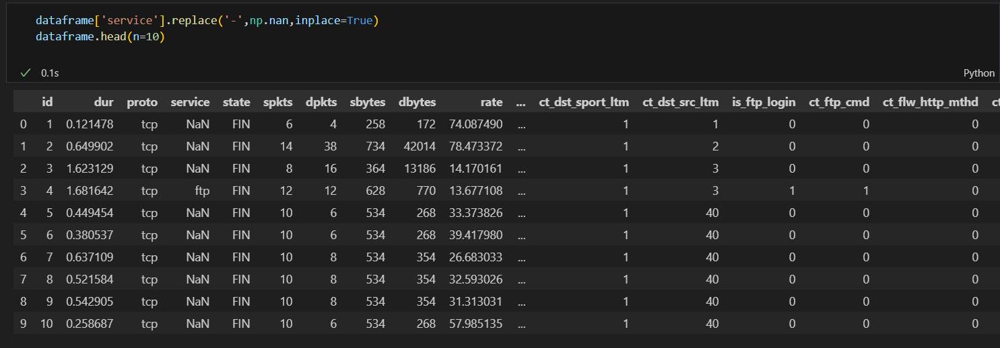 dataframe['service'].replace('-',np.nan,inplace=True)
dataframe.head(n=10)
0.1s
Python
id dur proto service state spkts dpkts sbytes dbytes rate ... ct_dst_sport_ltm ct_dst_src_ltm is_ftp_login ct_ftp_cmd ct_flw_http_mthd ct
0 1 0.121478 tcp NaN FIN 6 4 258 172 74.087490 ... 1 1 0 0 0
1 2 0.649902 tcp NaN FIN 14 38 734 42014 78.473372 ... 1 2 0 0 0
2 3 1.623129 tcp NaN FIN 8 16 364 13186 14.170161 ... 1 3 0 0 0
3 4 1.681642 tcp ftp FIN 12 12 628 770 13.677108 ... 1 3 1 1 0
4 5 0.449454 tcp NaN FIN 10 6 534 268 33.373826 ... 1 40 0 0 0
5 6 0.380537 tcp NaN FIN 10 6 534 268 39.417980 ... 1 40 0 0 0
6 7 0.637109 tcp NaN FIN 10 8 534 354 26.683033 ... 1 40 0 0 0
7 8 0.521584 tcp NaN FIN 10 8 534 354 32.593026 ... 1 40 0 0 0
8 9 0.542905 tcp NaN FIN 10 8 534 354 31.313031 ... 1 40 0 0 0
9 10 0.258687 tcp NaN FIN 10 6 534 268 57.985135 ... 1 40 0 0 0